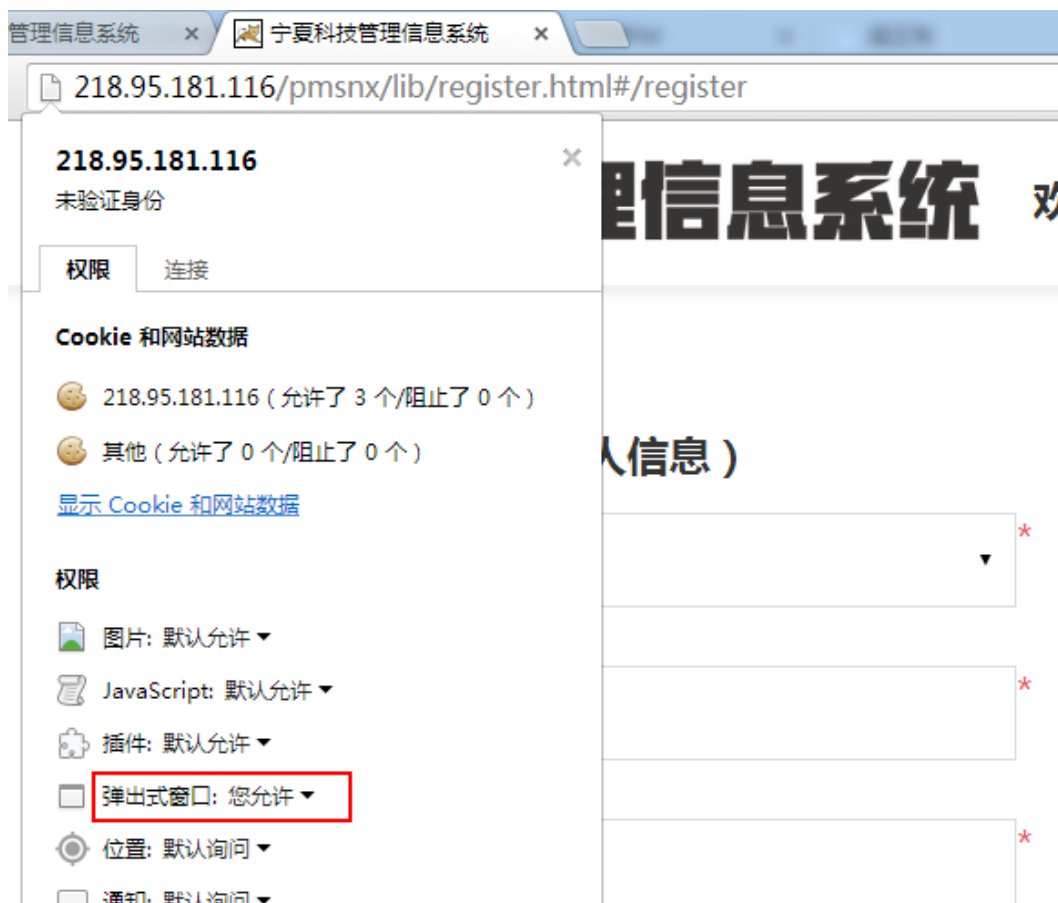 管理信息系统 × 宁夏科技管理信息系统 ×
218.95.181.116/pmsnx/lib/register.html#/register
218.95.181.116 ×
未验证身份
理信息系统 欢
权限 连接
Cookie 和网站数据
218.95.181.116 ( 允许了 3 个/阻止了 0 个 )
其他 ( 允许了 0 个/阻止了 0 个 )
人信息 )
显示 Cookie 和网站数据
*
权限
图片: 默认允许
JavaScript: 默认允许
*
插件: 默认允许
弹出式窗口: 您允许
*
位置: 默认询问
通知: 默认询问